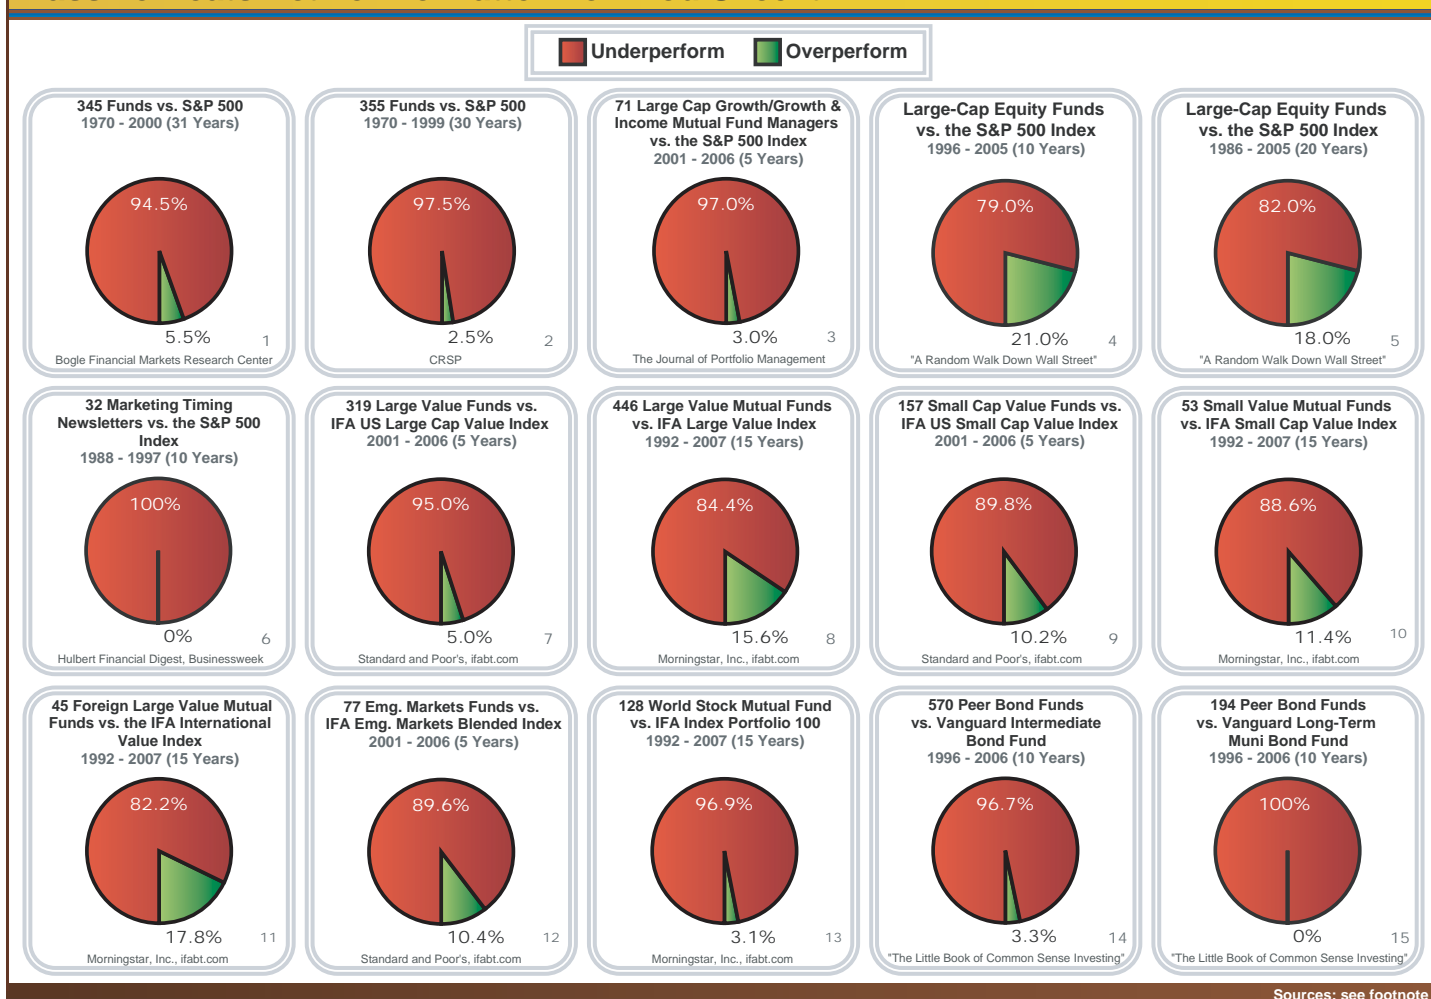 Underperform
Overperform
345 Funds vs. S&P 500
1970 - 2000 (31 Years)
94.5%
5.5%
1
Bogle Financial Markets Research Center
355 Funds vs. S&P 500
1970 - 1999 (30 Years)
97.5%
2.5%
2
CRSP
71 Large Cap Growth/Growth &
Income Mutual Fund Managers
vs. the S&P 500 Index
2001 - 2006 (5 Years)
97.0%
3.0%
3
The Journal of Portfolio Management
Large-Cap Equity Funds
vs. the S&P 500 Index
1996 - 2005 (10 Years)
79.0%
21.0%
4
"A Random Walk Down Wall Street"
Large-Cap Equity Funds
vs. the S&P 500 Index
1986 - 2005 (20 Years)
82.0%
18.0%
5
"A Random Walk Down Wall Street"
32 Marketing Timing
Newsletters vs. the S&P 500
Index
1988 - 1997 (10 Years)
100%
0%
6
Hulbert Financial Digest, Businessweek
319 Large Value Funds vs.
IFA US Large Cap Value Index
2001 - 2006 (5 Years)
95.0%
5.0%
7
Standard and Poor's, ifabt.com
446 Large Value Mutual Funds
vs. IFA Large Value Index
1992 - 2007 (15 Years)
84.4%
15.6%
8
Morningstar, Inc., ifabt.com
157 Small Cap Value Funds vs.
IFA US Small Cap Value Index
2001 - 2006 (5 Years)
89.8%
10.2%
9
Standard and Poor's, ifabt.com
53 Small Value Mutual Funds
vs. IFA Small Cap Value Index
1992 - 2007 (15 Years)
88.6%
11.4%
10
Morningstar, Inc., ifabt.com
45 Foreign Large Value Mutual
Funds vs. the IFA International
Value Index
1992 - 2007 (15 Years)
82.2%
17.8%
11
Morningstar, Inc., ifabt.com
77 Emg. Markets Funds vs.
IFA Emg. Markets Blended Index
2001 - 2006 (5 Years)
89.6%
10.4%
12
Standard and Poor's, ifabt.com
128 World Stock Mutual Fund
vs. IFA Index Portfolio 100
1992 - 2007 (15 Years)
96.9%
3.1%
13
Morningstar, Inc., ifabt.com
570 Peer Bond Funds
vs. Vanguard Intermediate
Bond Fund
1996 - 2006 (10 Years)
96.7%
3.3%
14
"The Little Book of Common Sense Investing"
194 Peer Bond Funds
vs. Vanguard Long-Term
Muni Bond Fund
1996 - 2006 (10 Years)
100%
0%
15
"The Little Book of Common Sense Investing"
Sources: see footnote